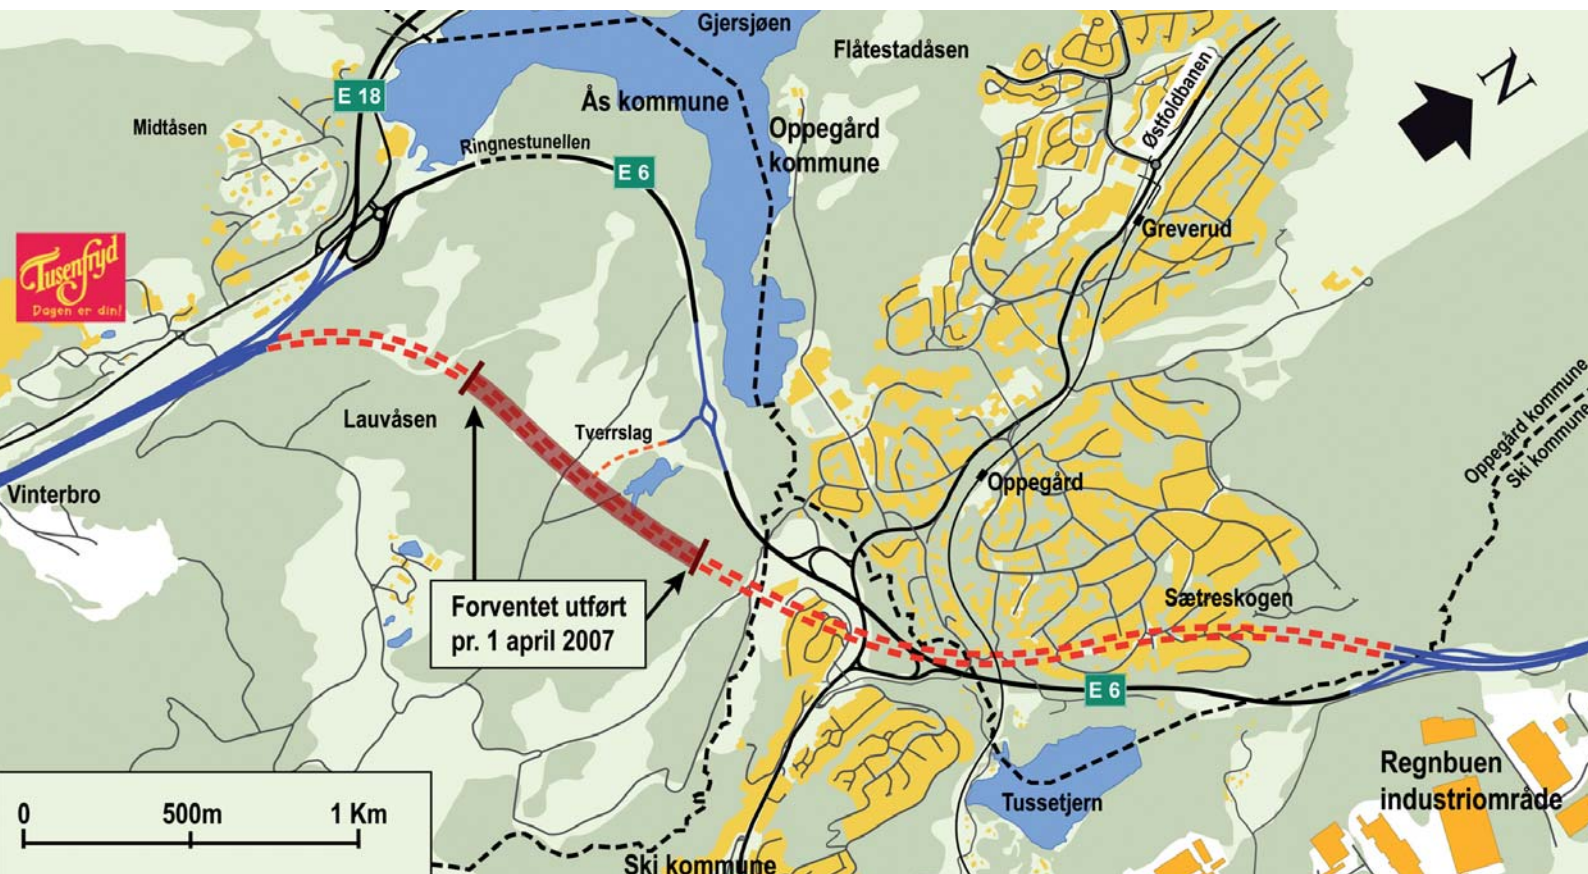 Gjersjøen
Flåtestadåsen
N
E 18
Ås kommune
Østfoldbanen
Midtåsen
Ringnestunellen
Oppegård
kommune
E 6
Greverud
Tusenfryd
Dagen er din!
Lauvåsen
Tverrslag
Oppegård kommune
Ski kommune
Vinterbro
Oppegård
Forventet utført
pr. 1 april 2007
Sætreskogen
E 6
Regnbuen
industriområde
Tussetjern
0 500m 1 Km
Ski kommune